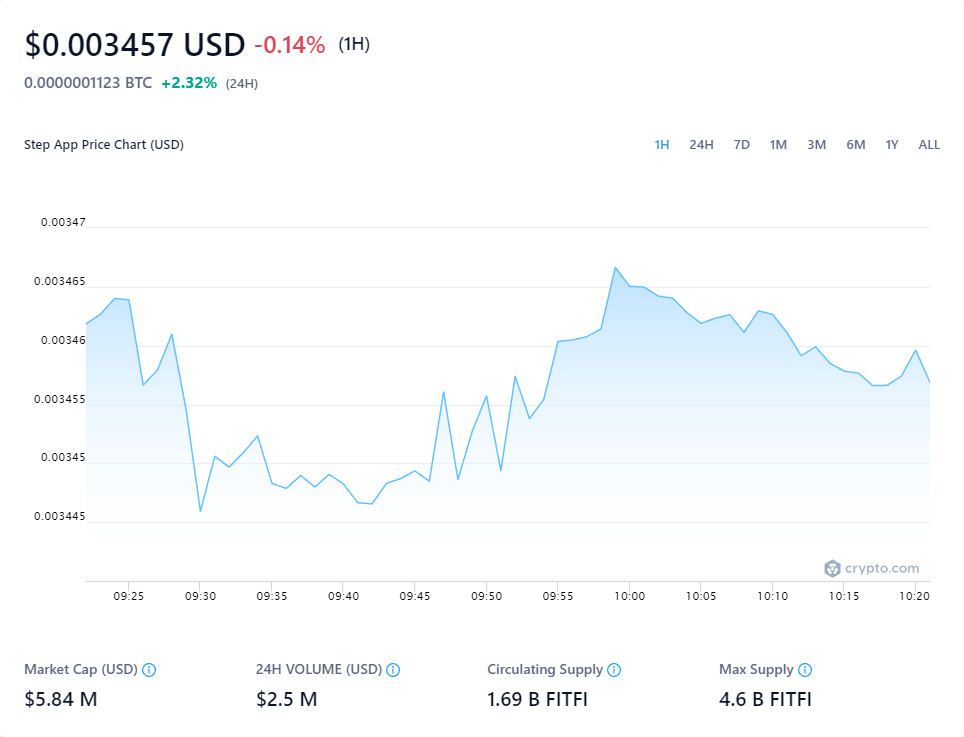 $0.003457 USD -0.14% (1H)
0.0000001123 BTC +2.32% (24H)
Step App Price Chart (USD) 1H 24H 7D 1M 3M 6M 1Y ALL
0.00347
0.003465
0.00346
0.003455
0.00345
0.003445
crypto.com
09:25 09:30 09:35 09:40 09:45 09:50 09:55 10:00 10:05 10:10 10:15 10:20
Market Cap (USD) 24H VOLUME (USD) Circulating Supply Max Supply
$5.84 M $2.5 M 1.69 B FITFI 4.6 B FITFI